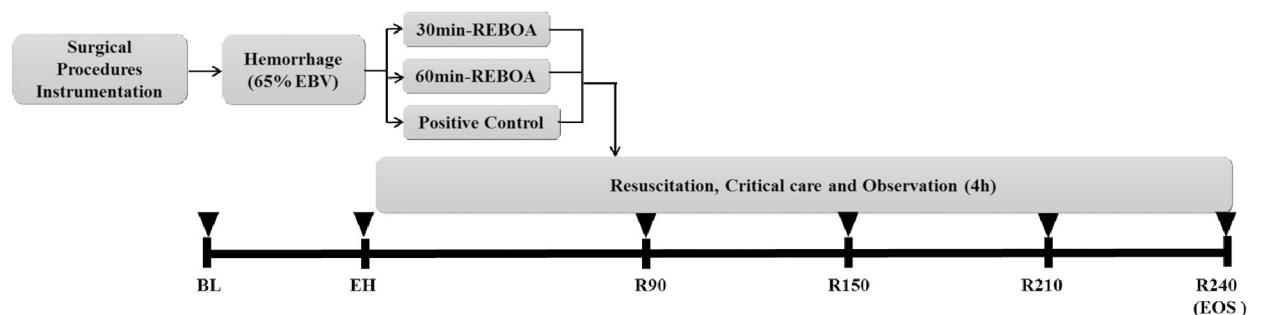 Surgical
Procedures
Instrumentation
Hemorrhage
(65% EBV)
30min-REBOA
60min-REBOA
Positive Control
Resuscitation, Critical care and Observation (4h)
BL
EH
R90
R150
R210
R240
(EOS )